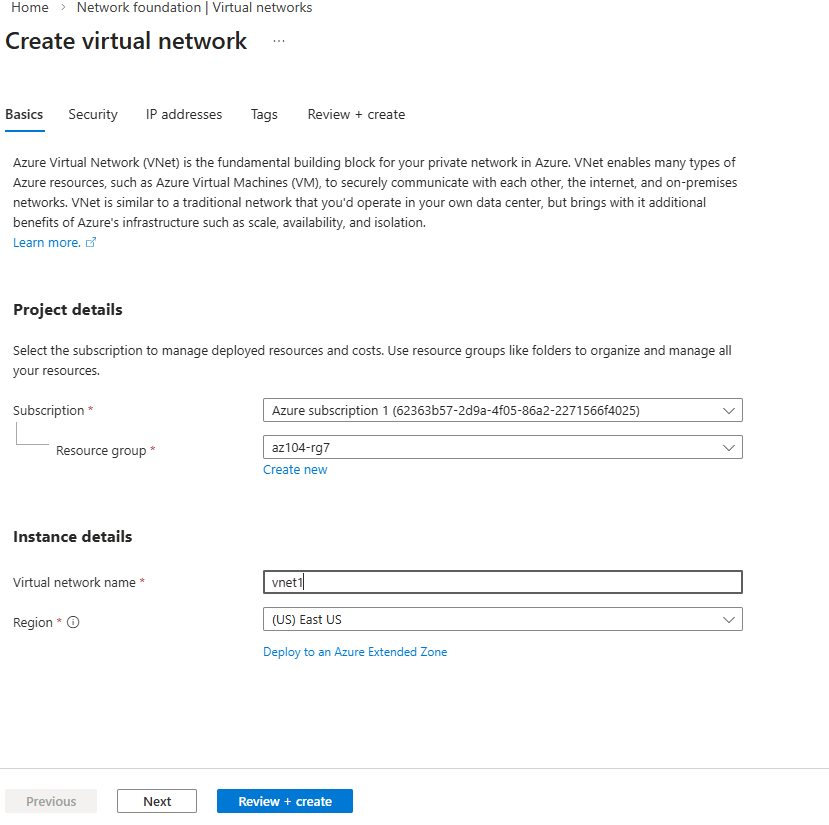 Home > Network foundation | Virtual networks
Create virtual network ...
Basics Security IP addresses Tags Review + create
Azure Virtual Network (VNet) is the fundamental building block for your private network in Azure. VNet enables many types of
Azure resources, such as Azure Virtual Machines (VM), to securely communicate with each other, the internet, and on-premises
networks. VNet is similar to a traditional network that you'd operate in your own data center, but brings with it additional
benefits of Azure's infrastructure such as scale, availability, and isolation.
Learn more.
Project details
Select the subscription to manage deployed resources and costs. Use resource groups like folders to organize and manage all
your resources.
Subscription * Azure subscription 1 (62363b57-2d9a-4f05-86a2-2271566f4025)
Resource group * az104-rg7
Create new
Instance details
Virtual network name * vnet1
Region * (US) East US
Deploy to an Azure Extended Zone
Previous Next Review + create